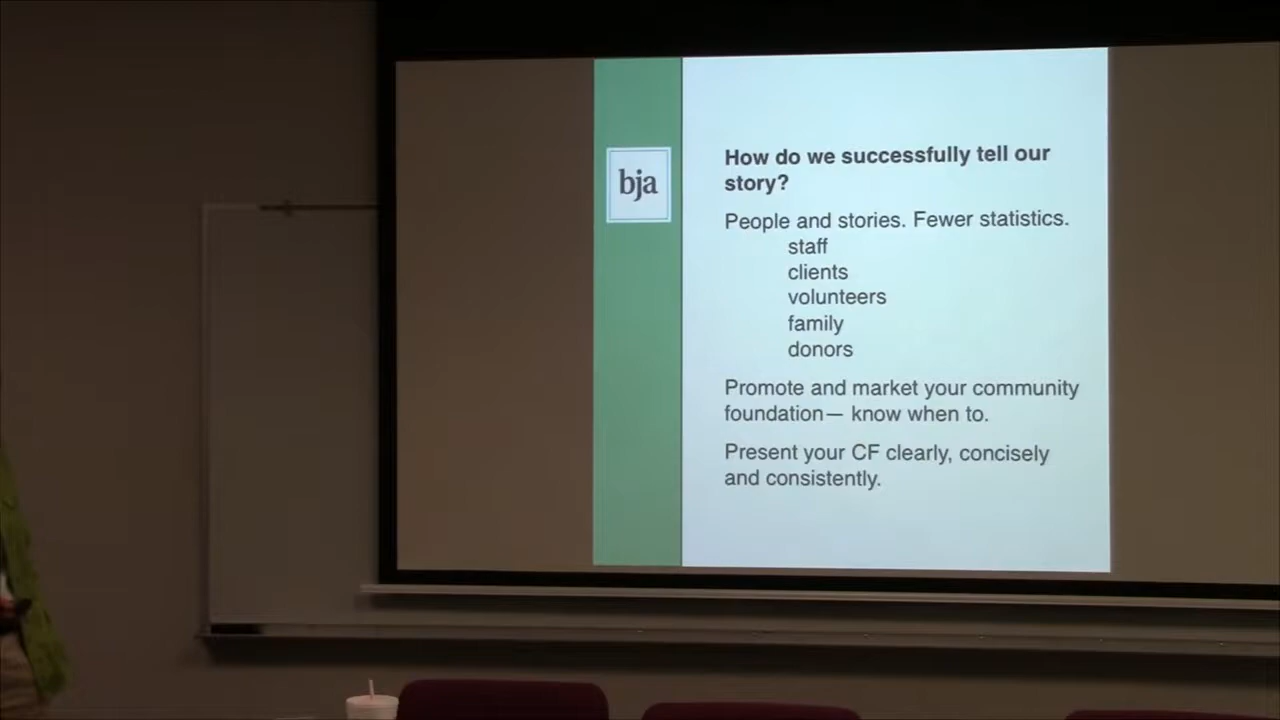 bja
How do we successfully tell our
story?
People and stories. Fewer statistics.
staff
clients
volunteers
family
donors
Promote and market your community
foundation— know when to.
Present your CF clearly, concisely
and consistently.